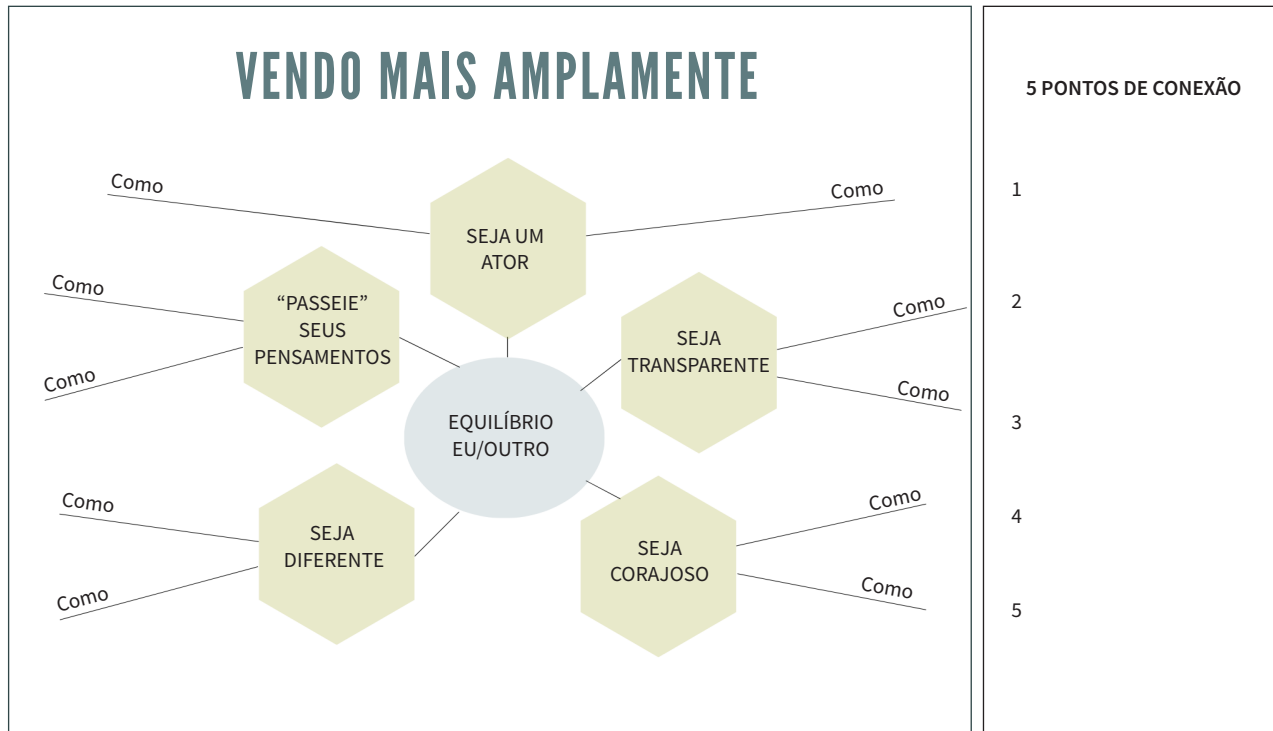 VENDO MAIS AMPLAMENTE
Como
Como
SEJA UM
ATOR
Como
Como
“PASSEIE”
SEUS
PENSAMENTOS
SEJA
TRANSPARENTE
Como
Como
EQUILÍBRIO
EU/OUTRO
Como
Como
SEJA
DIFERENTE
SEJA
CORAJOSO
Como
Como
5 PONTOS DE CONEXÃO
1
2
3
4
5